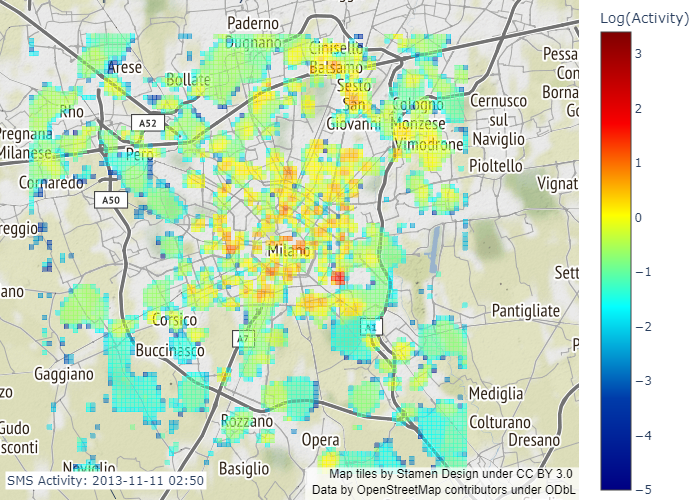 Log(Activity)
Paderno
Dugnano
Cinisello
Balsamo
Arese
Bollate
Sesto
San
Giovanni
Cologno
Monzese
Vimodrone
Cernusco
sul
Naviglio
Pioltello
Pessa
Con
Borna
Go
Rho
A52
Pregnana
Milanese
Pero
Cornaredo
A50
Vignat
reggio
Milano
Sett
ano
Pantigliate
Corsico
A7
A1
Buccinasco
P
Gaggiano
zo
Mediglia
Rozzano
Colturano
Gudo
sconti
Opera
Dresano
Naviglio
Basiglio
SMS Activity: 2013-11-11 02:50
Map tiles by Stamen Design under CC BY 3.0
Data by OpenStreetMap contributors under ODbL
3
2
1
0
−1
−2
−3
−4
−5